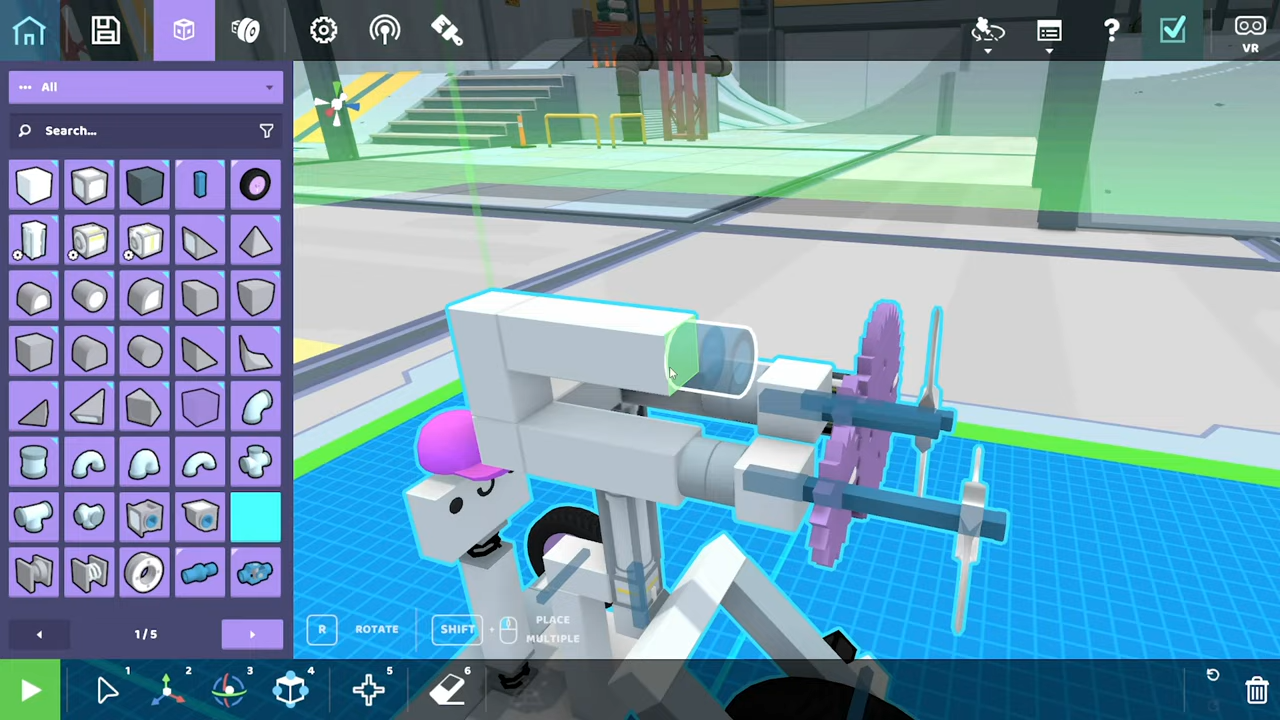 VR
All
Search...
1/5
R
ROTATE
SHIFT
+
PLACE
MULTIPLE
1
2
3
4
5
6